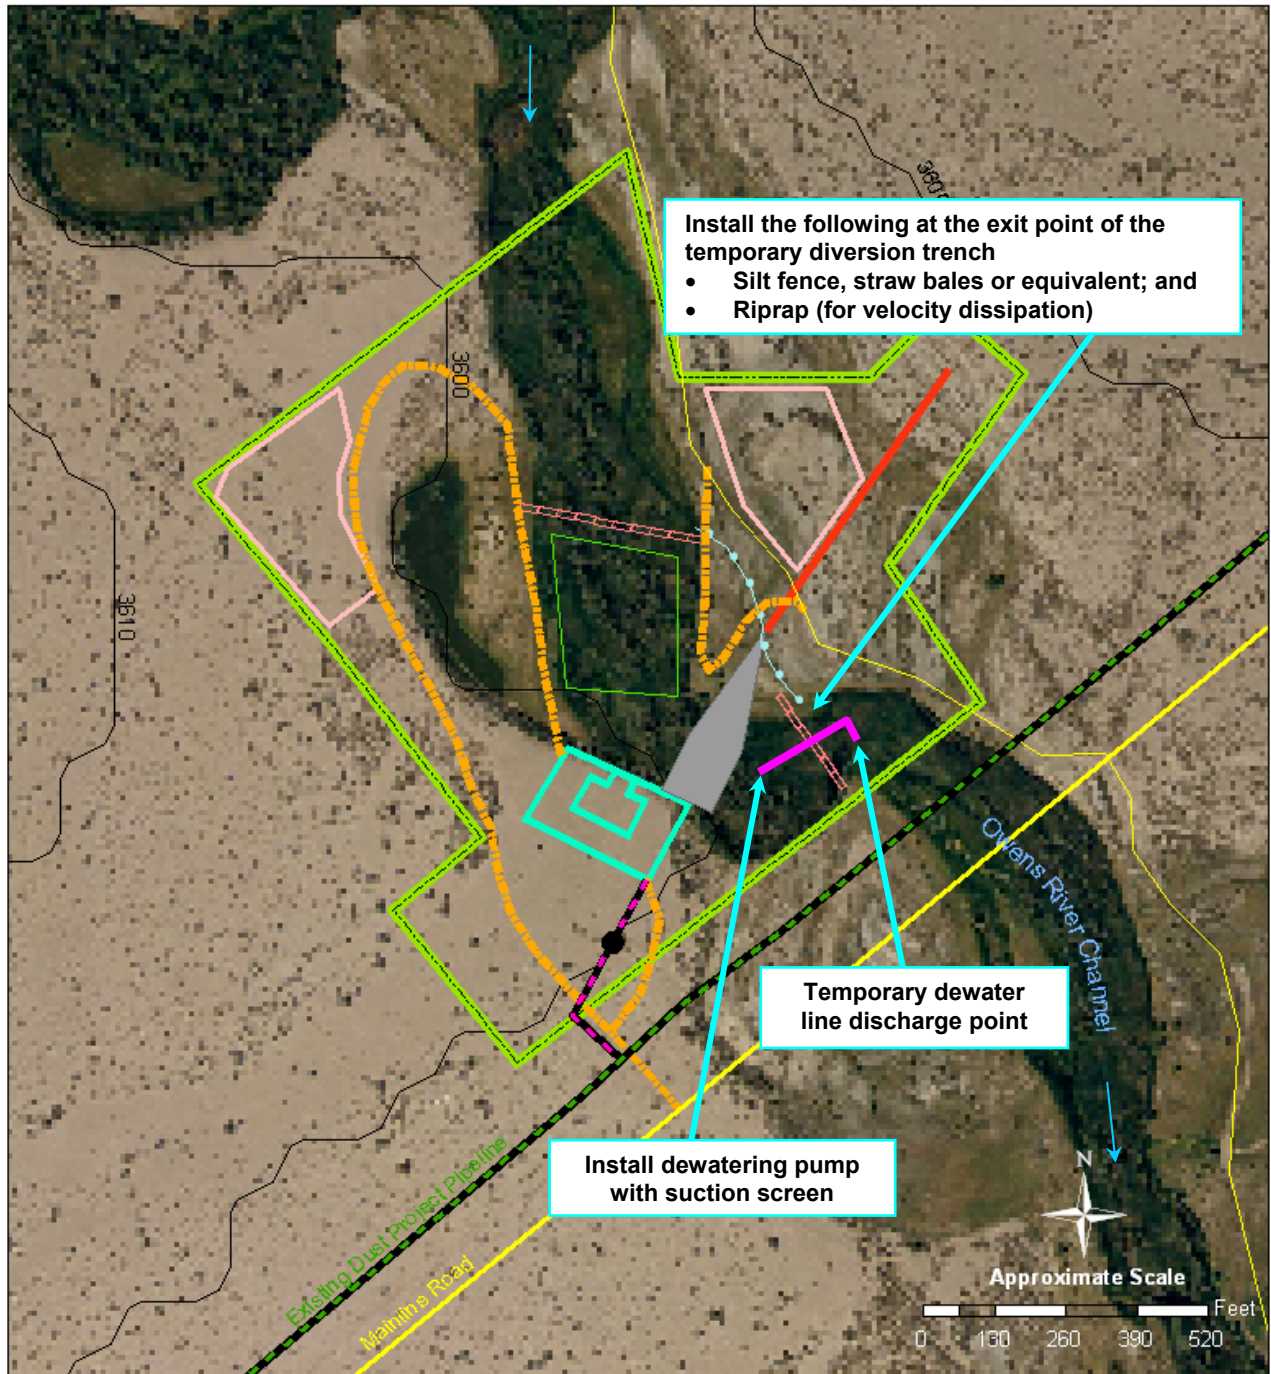 3600
Install the following at the exit point of the
temporary diversion trench
• Silt fence, straw bales or equivalent; and
• Riprap (for velocity dissipation)
3600
3610
Owens River Channel
Temporary dewater
line discharge point
Install dewatering pump
with suction screen
Existing Dust Project Pipeline
Mainline Road
N
Approximate Scale
Feet
0 130 260 390 520